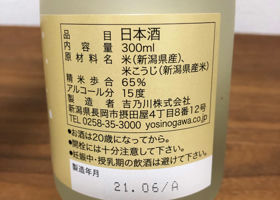 品目 日本酒
内容量 300ml
原材料名 米(新潟県産)、
米こうじ(新潟県産米)
精米歩合 65%
アルコール分 15度
製造者 吉乃川株式会社
新潟県長岡市摂田屋4丁目8番12号
TEL 0258-35-3000 yosinogawa.co.jp
●お酒は20歳になってから。
●開栓には十分注意して下さい。
●妊娠中・授乳期の飲酒は避けて下さい。
製造年月
21.06/A